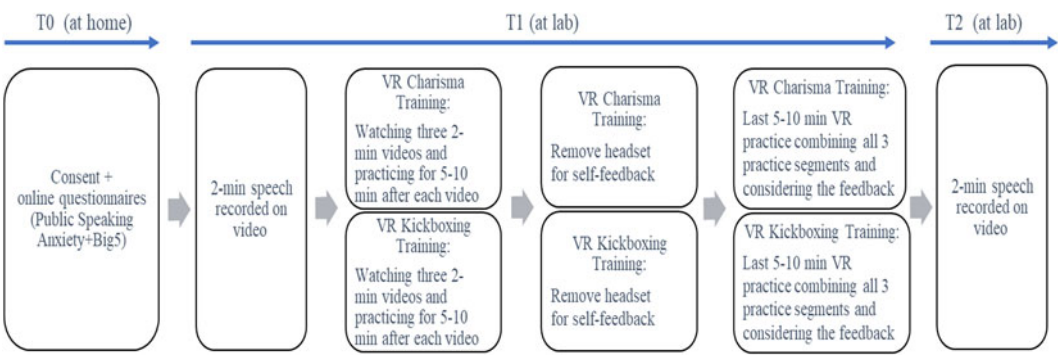 T0 (at home)
T1 (at lab)
T2 (at lab)
Consent +
online questionnaires
(Public Speaking
Anxiety+Big5)
2-min speech
recorded on
video
VR Charisma
Training:
Watching three 2-
min videos and
practicing for 5-10
min after each video
VR Kickboxing
Training:
Watching three 2-
min videos and
practicing for 5-10
min after each video
VR Charisma
Training:
Remove headset
for self-feedback
VR Kickboxing
Training:
Remove headset
for self-feedback
VR Charisma Training:
Last 5-10 min VR
practice combining all 3
practice segments and
considering the feedback
VR Kickboxing Training:
Last 5-10 min VR
practice combining all 3
practice segments and
considering the feedback
2-min speech
recorded on
video